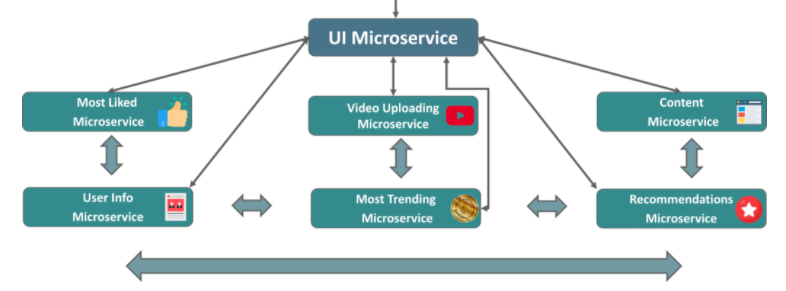 UI Microservice
Most Liked
Microservice
Video Uploading
Microservice
Content
Microservice
User Info
Microservice
Most Trending
Microservice
Recommendations
Microservice